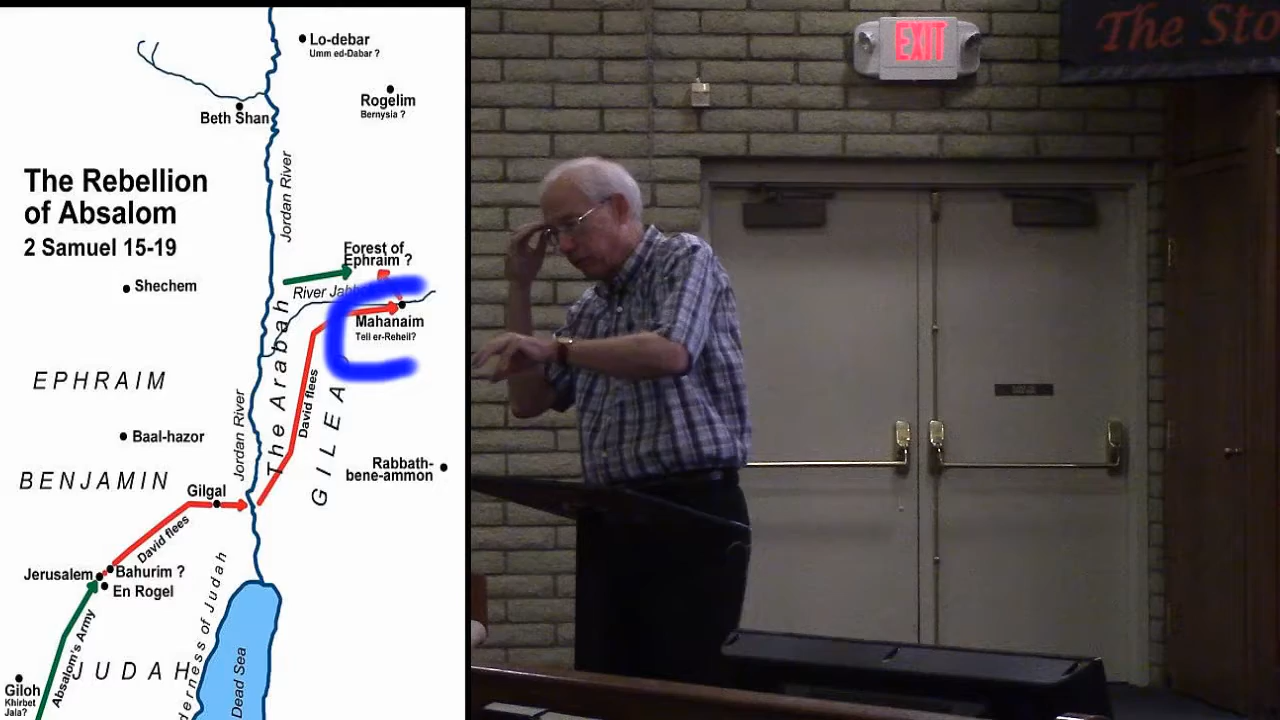 Lo-debar
Umm ed-Dabar ?
Rogelim
Bernysia ?
Beth Shan
The Rebellion
of Absalom
2 Samuel 15-19
Jordan River
Forest of
Ephraim ?
Shechem
River
Mahanaim
Tell er-Reheil?
The Arabah
EPHRAIM
David flees
GILEA
Jordan River
Baal-hazor
Rabbath-
bene-ammon
BENJAMIN
Gilgal
David flees
Jerusalem
Bahurim ?
En Rogel
derness of Judah
Absalom's Army
JUDAH
Dead Sea
Giloh
Khirbet
Jala?
EXIT
The Sto